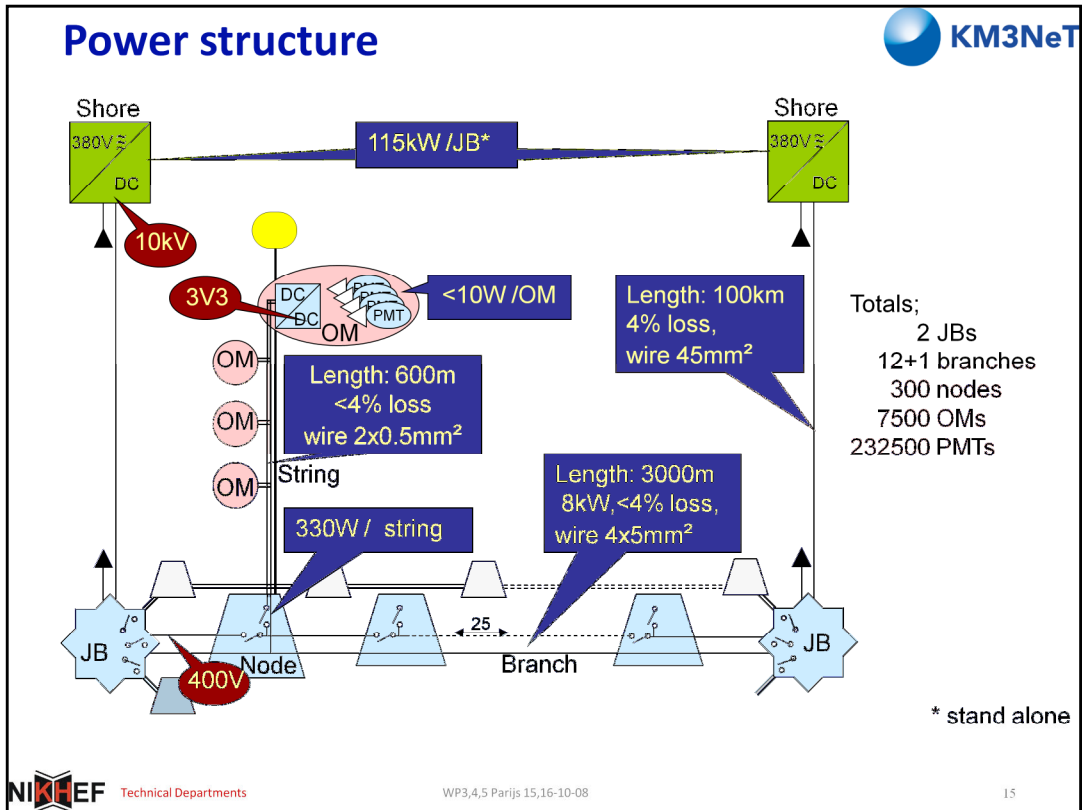 Power structure
KM3NeT
Shore
Shore
380V
DC
115kW /JB*
380V
DC
10kV
3V3
DC
DC
PMT
OM
<10W /OM
Length: 100km
4% loss,
wire 45mm²
Totals;
2 JBs
12+1 branches
300 nodes
7500 OMs
232500 PMTs
OM
OM
OM
Length: 600m
<4% loss
wire 2x0.5mm²
String
Length: 3000m
8kW,<4% loss,
wire 4x5mm²
330W / string
JB
400V
Node
25
Branch
JB
* stand alone
NIKHEF
Technical Departments
WP3,4,5 Parijs 15,16-10-08
15